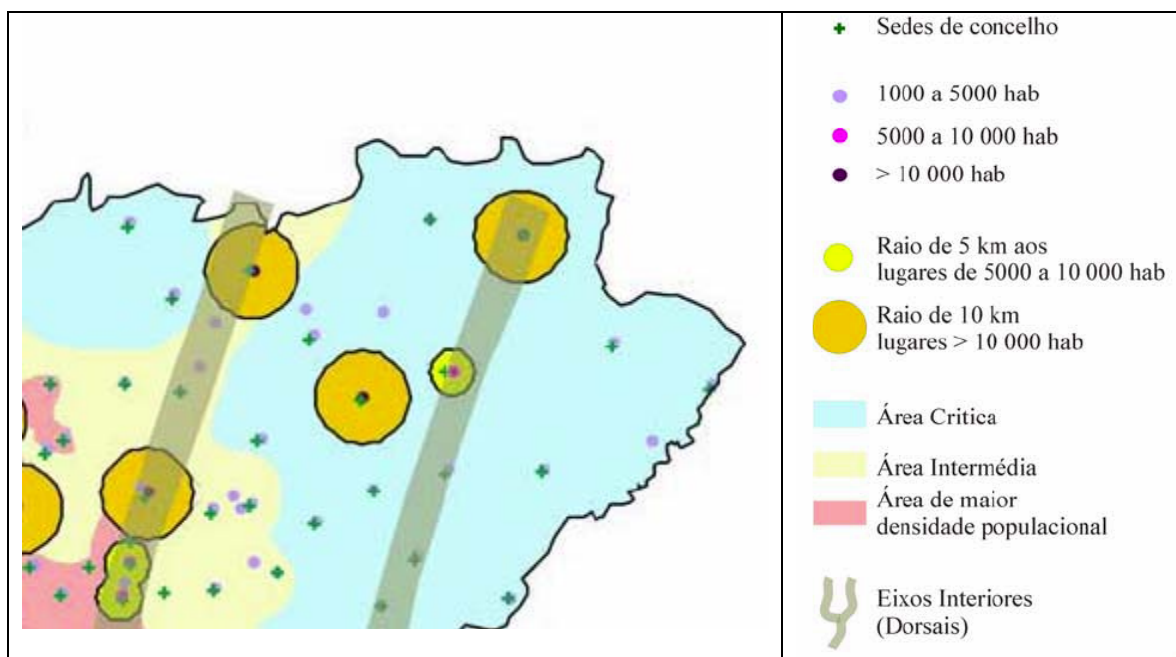 Sedes de concelho
1000 a 5000 hab
5000 a 10 000 hab
> 10 000 hab
Raio de 5 km aos
lugares de 5000 a 10 000 hab
Raio de 10 km
lugares > 10 000 hab
Área Critica
Área Intermédia
Área de maior
densidade populacional
Eixos Interiores
(Dorsais)